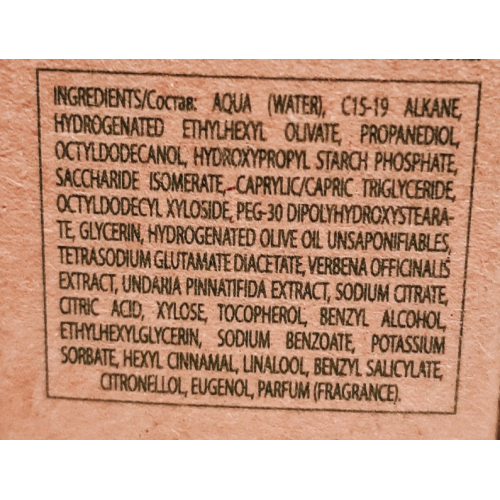 INGREDIENTS/Состав: AQUA (WATER), C15-19 ALKANE,
HYDROGENATED ETHYLHEXYL OLIVATE, PROPANEDIOL,
OCTYLDODECANOL, HYDROXYPROPYL STARCH PHOSPHATE,
SACCHARIDE ISOMERATE, CAPRYLIC/CAPRIC TRIGLYCERIDE,
OCTYLDODECYL XYLOSIDE, PEG-30 DIPOLYHYDROXYSTEARA-
TE, GLYCERIN, HYDROGENATED OLIVE OIL UNSAPONIFIABLES,
TETRASODIUM GLUTAMATE DIACETATE, VERBENA OFFICINALIS
EXTRACT, UNDARIA PINNATIFIDA EXTRACT, SODIUM CITRATE,
CITRIC ACID, XYLOSE, TOCOPHEROL, BENZYL ALCOHOL,
ETHYLHEXYLGLYCERIN, SODIUM BENZOATE, POTASSIUM
SORBATE, HEXYL CINNAMAL, LINALOOL, BENZYL SALICYLATE,
CITRONELLOL, EUGENOL, PARFUM (FRAGRANCE).